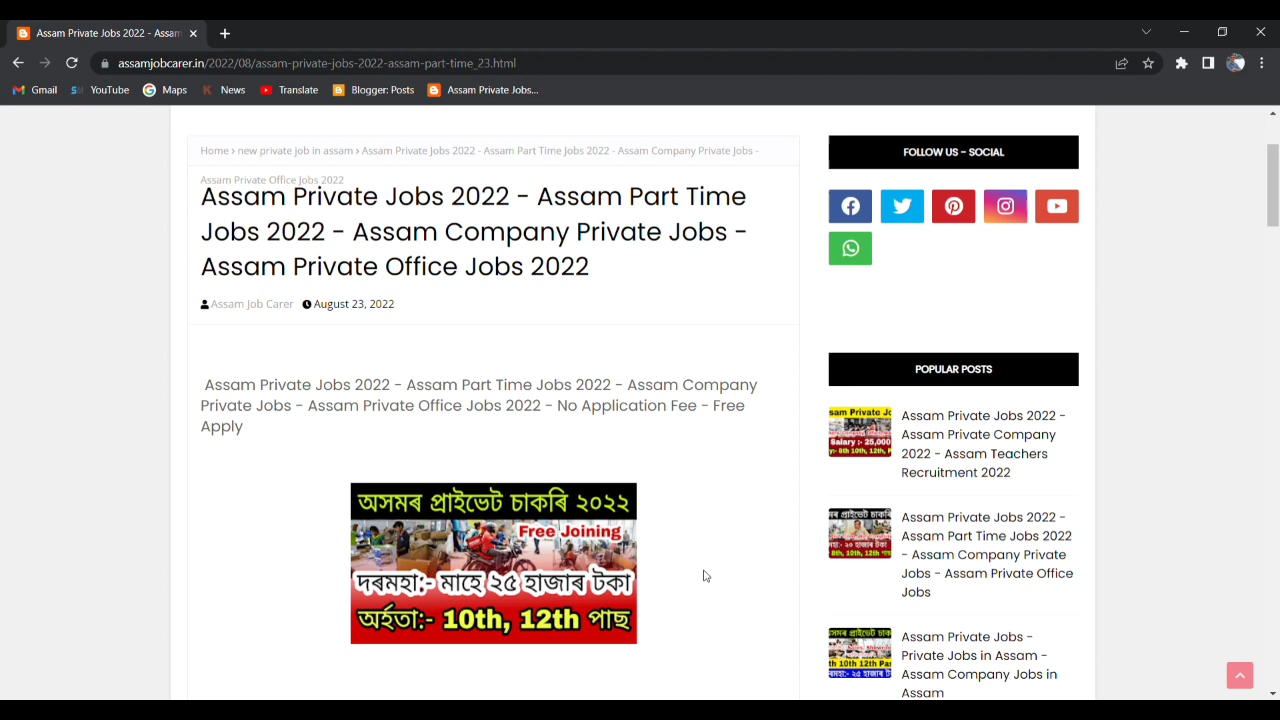 Assam Private Jobs 2022 - Assam
assamjobcarer.in/2022/08/assam-private-jobs-2022-assam-part-time_23.html
Gmail YouTube Maps News Translate Blogger: Posts Assam Private Jobs...
Home › new private job in assam › Assam Private Jobs 2022 - Assam Part Time Jobs 2022 - Assam Company Private Jobs -
Assam Private Office Jobs 2022
Assam Private Jobs 2022 - Assam Part Time
Jobs 2022 - Assam Company Private Jobs -
Assam Private Office Jobs 2022
Assam Job Carer August 23, 2022
Assam Private Jobs 2022 - Assam Part Time Jobs 2022 - Assam Company
Private Jobs - Assam Private Office Jobs 2022 - No Application Fee - Free
Apply
অসমৰ প্ৰাইভেট চাকৰি ২০২২
Free Joining
দৰমহা:- মাহে ২৫ হাজাৰ টকা
অৰ্হতা:- 10th, 12th পাছ
FOLLOW US - SOCIAL
POPULAR POSTS
Salary :- 25,000
8th 10th, 12th
Assam Private Jobs 2022 -
Assam Private Company
2022 - Assam Teachers
Recruitment 2022
Assam Private Jobs 2022 -
Assam Part Time Jobs 2022
- Assam Company Private
Jobs - Assam Private Office
Jobs
Assam Private Jobs -
Private Jobs in Assam -
Assam Company Jobs in
Assam